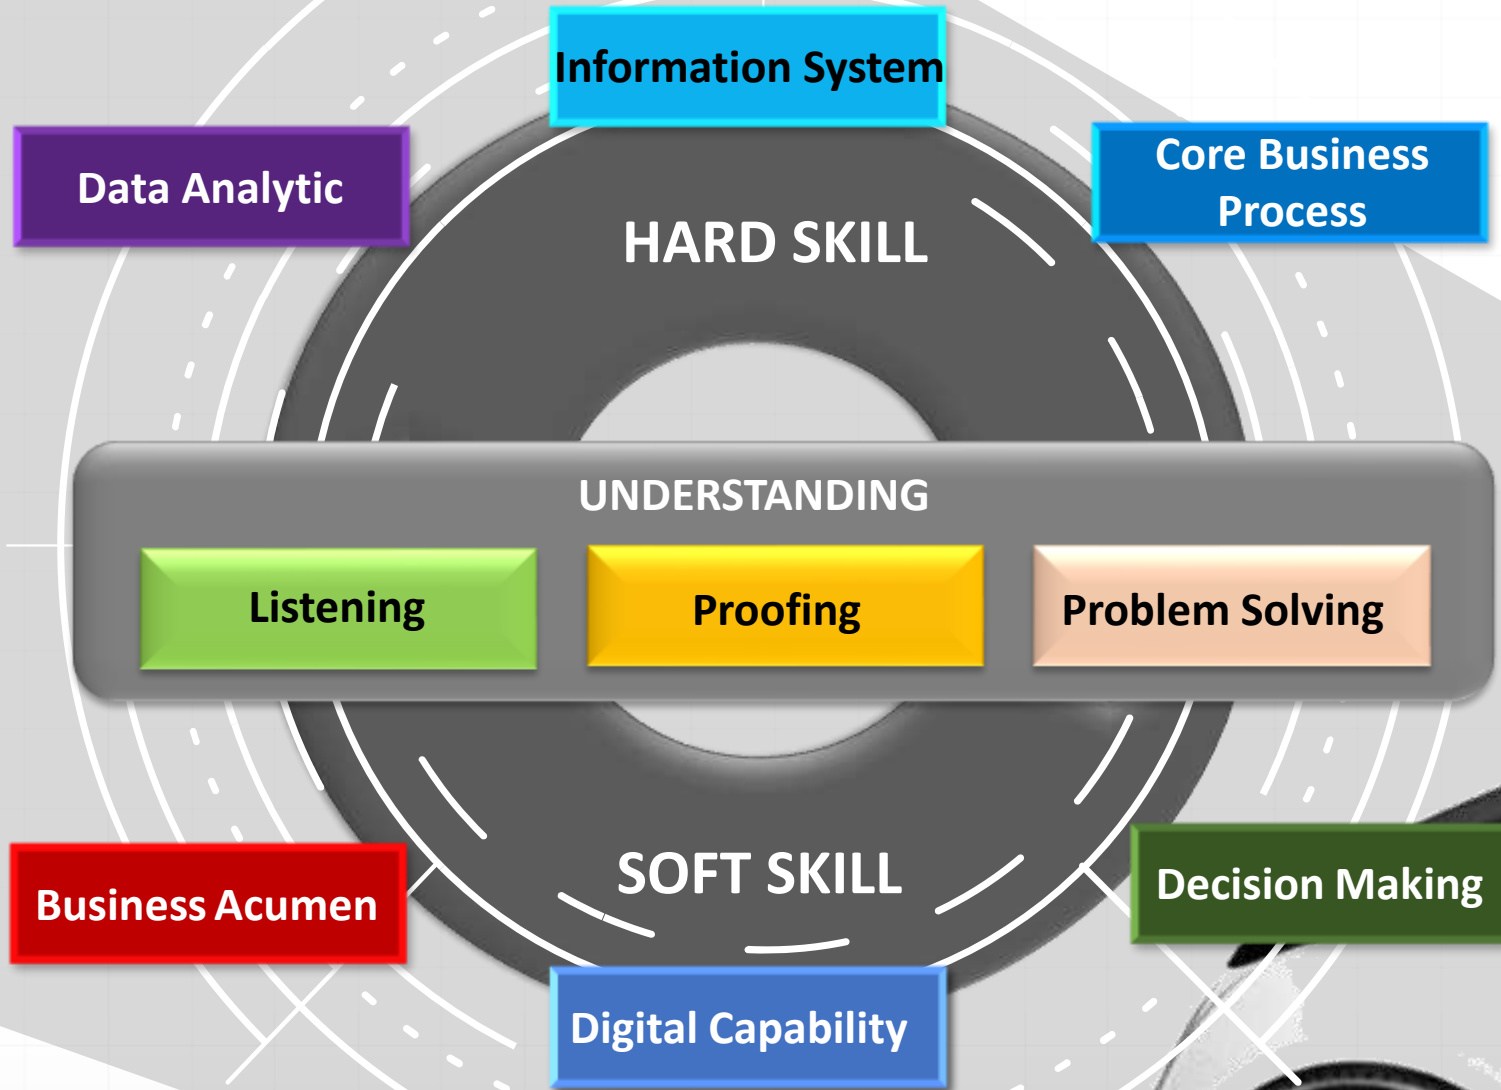 Information System
Data Analytic
Core Business
Process
HARD SKILL
UNDERSTANDING
Listening
Proofing
Problem Solving
SOFT SKILL
Business Acumen
Decision Making
Digital Capability